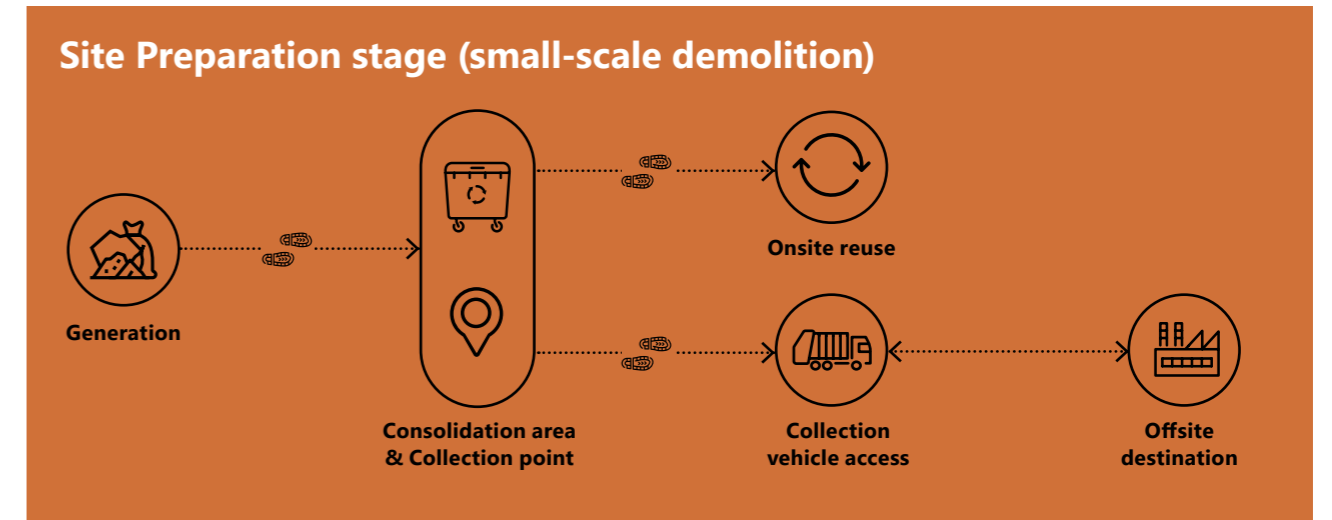 Site Preparation stage (small-scale demolition)
Onsite reuse
Generation
Consolidation area
& Collection point
Collection
vehicle access
Offsite
destination